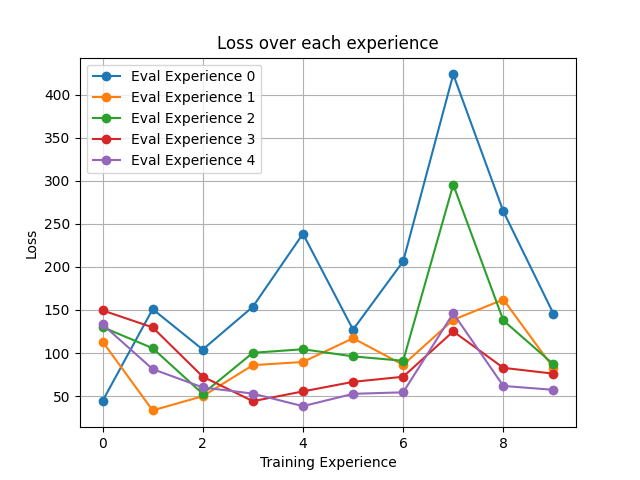 Loss over each experience
Eval Experience 0
Eval Experience 1
Eval Experience 2
Eval Experience 3
Eval Experience 4
Loss
400
350
300
250
200
150
100
50
0 2 4 6 8
Training Experience